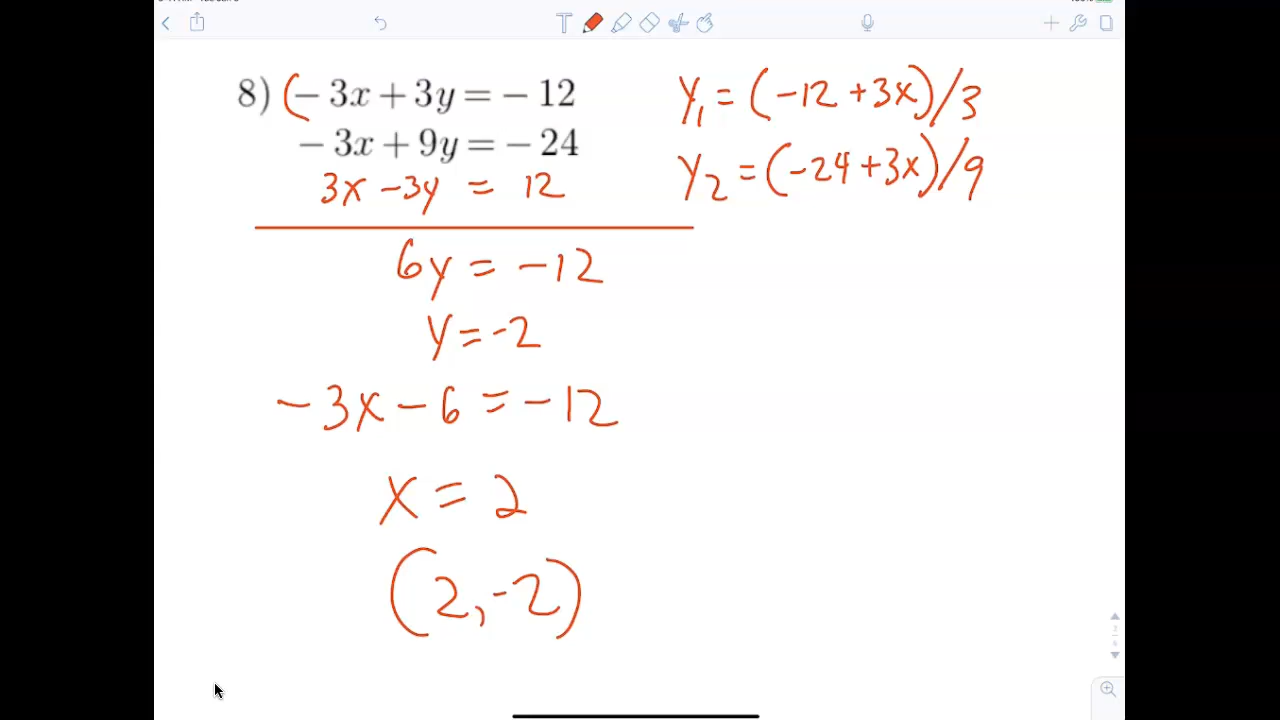 8) (− 3x + 3y = − 12
− 3x + 9y = − 24
3x − 3y = 12
6y = −12
y = −2
−3x − 6 = −12
x = 2
(2, −2)
y₁ = (−12 + 3x)/3
y₂ = (−24 + 3x)/9